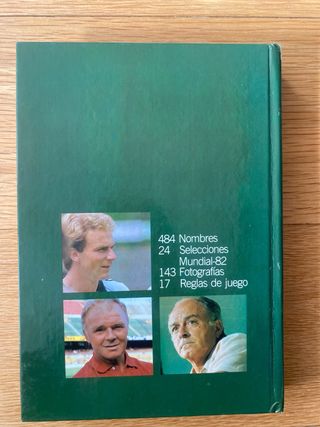 484 Nombres
24 Selecciones
Mundial-82
143 Fotografías
17 Reglas de juego